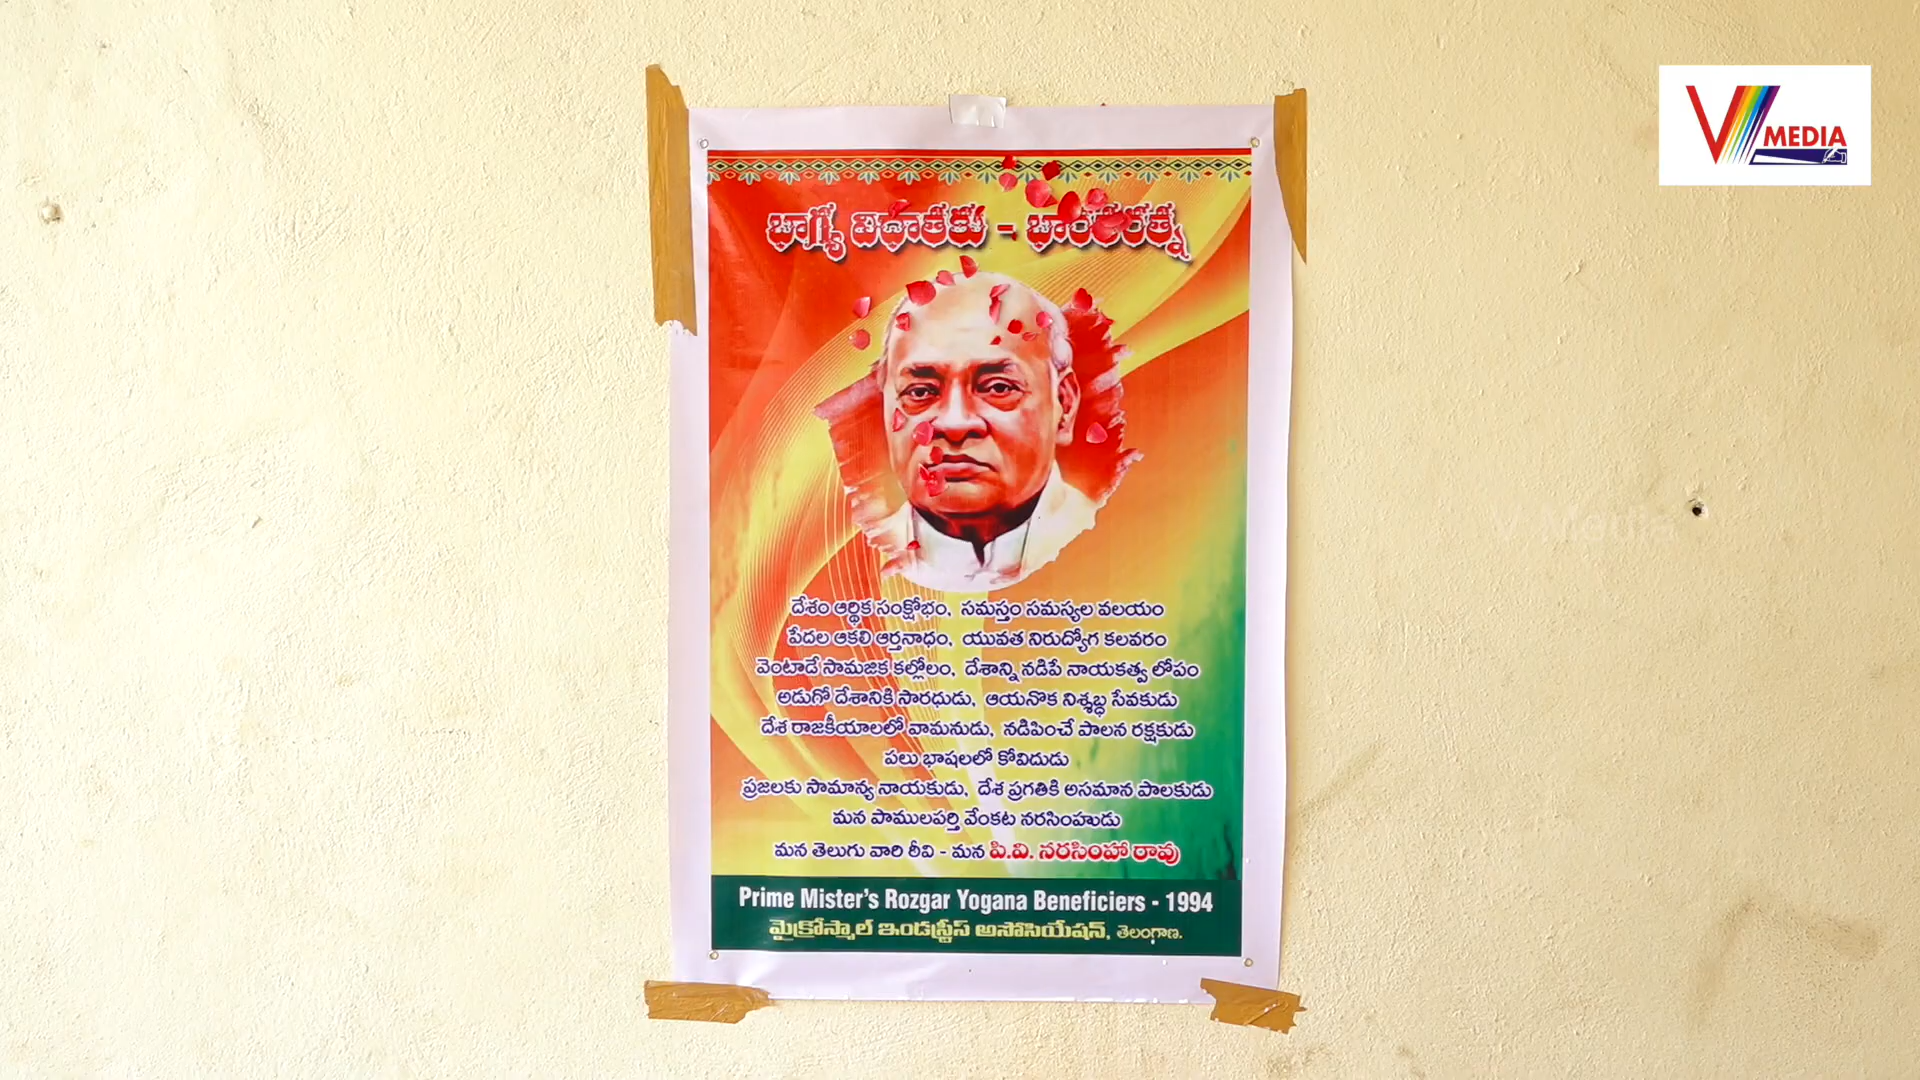 V MEDIA
భాగ్య విధాతకు - భారతరత్న
దేశం ఆర్థిక సంక్షోభం, సమస్తం సమస్యల వలయం
పేదల ఆకలి ఆర్తనాధం, యువత నిరుద్యోగ కలవరం
వెంటాడే సామజిక కల్లోలం, దేశాన్ని నడిపే నాయకత్వ లోపం
అడుగో దేశానికి సారధుడు, ఆయనొక నిశ్శబ్ధ సేవకుడు
దేశ రాజకీయాలలో వామనుడు, నడిపించే పాలన రక్షకుడు
పలు భాషలలో కోవిదుడు
ప్రజలకు సామాన్య నాయకుడు, దేశ ప్రగతికి అసమాన పాలకుడు
మన పాములపర్తి వేంకట నరసింహుడు
మన తెలుగు వారి ఠీవి - మన పి.వి. నరసింహా రావు
Prime Mister's Rozgar Yogana Beneficiers - 1994
మైక్రోస్మాల్ ఇండస్ట్రీస్ అసోసియేషన్, తెలంగాణ.